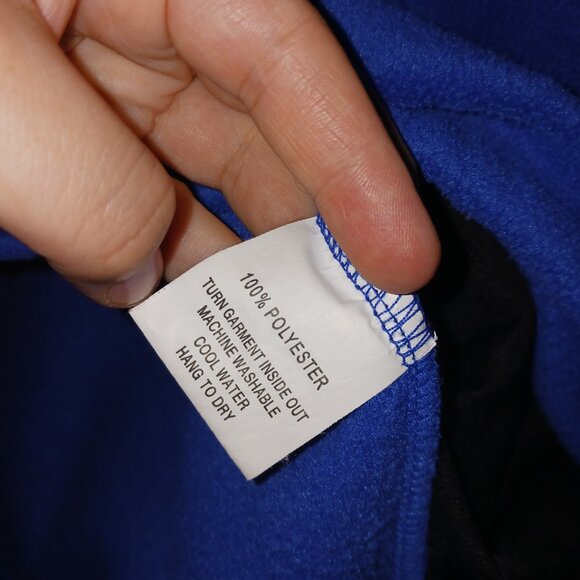 100% POLYESTER
TURN GARMENT INSIDE OUT
MACHINE WASHABLE
COOL WATER
HANG TO DRY